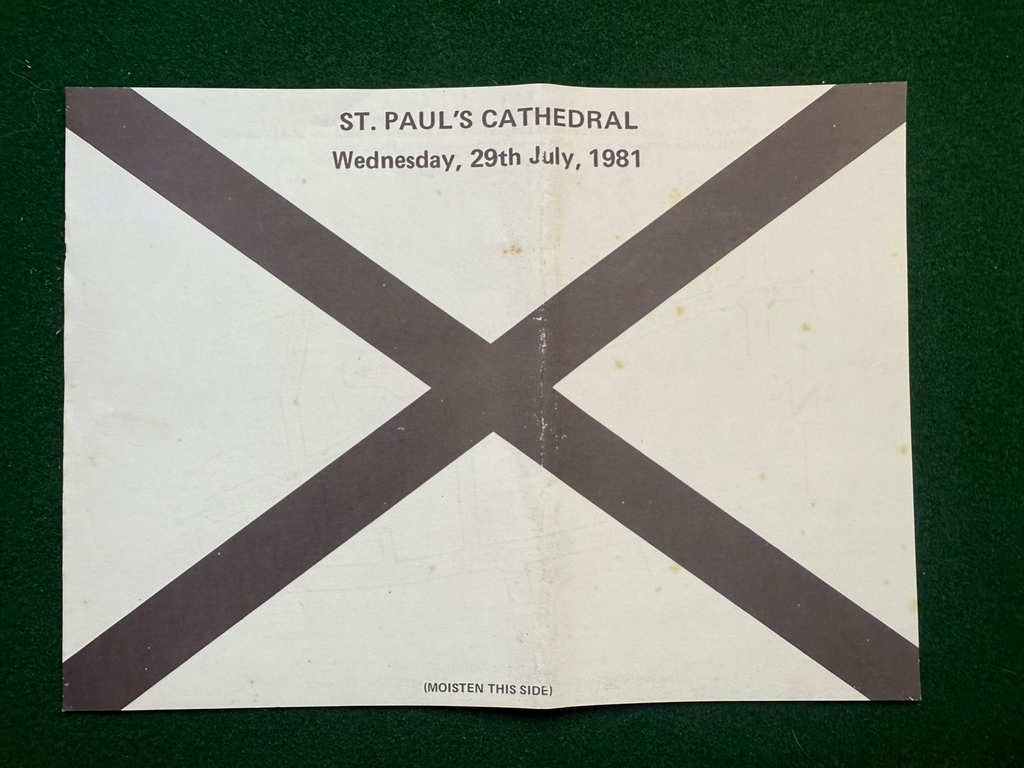 ST. PAUL'S CATHEDRAL
Wednesday, 29th July, 1981
(MOISTEN THIS SIDE)